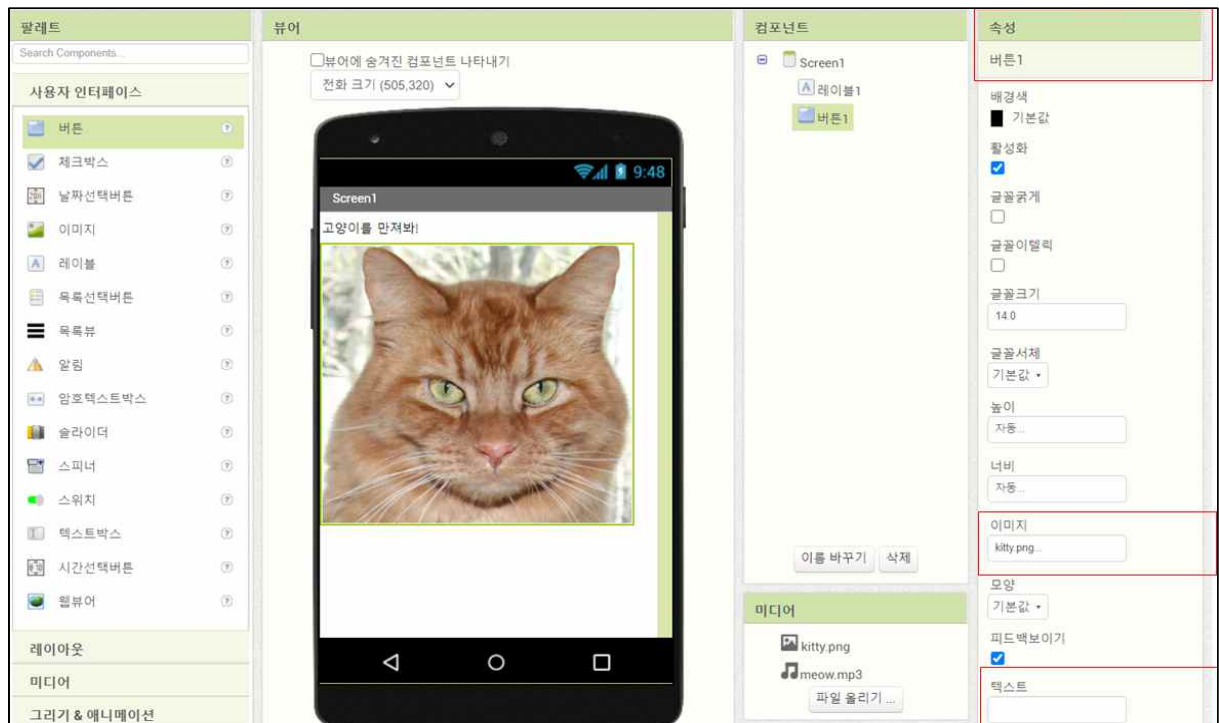 팔레트
Search Components...
사용자 인터페이스
버튼
체크박스
날짜선택버튼
이미지
레이블
목록선택버튼
목록뷰
알림
암호텍스트박스
슬라이더
스피너
스위치
텍스트박스
시간선택버튼
웹뷰어
레이아웃
미디어
그리기 & 애니메이션
뷰어
뷰어에 숨겨진 컴포넌트 나타내기
전화 크기 (505,320)
9:48
Screen1
고양이를 만져봐!
컴포넌트
Screen1
레이블1
버튼1
이름 바꾸기 삭제
미디어
kitty.png
meow.mp3
파일 올리기 ...
속성
버튼1
배경색
기본값
활성화
글꼴굵게
글꼴이텔릭
글꼴크기
14.0
글꼴서체
기본값
높이
자동...
너비
자동...
이미지
kitty.png...
모양
기본값
피드백보이기
텍스트